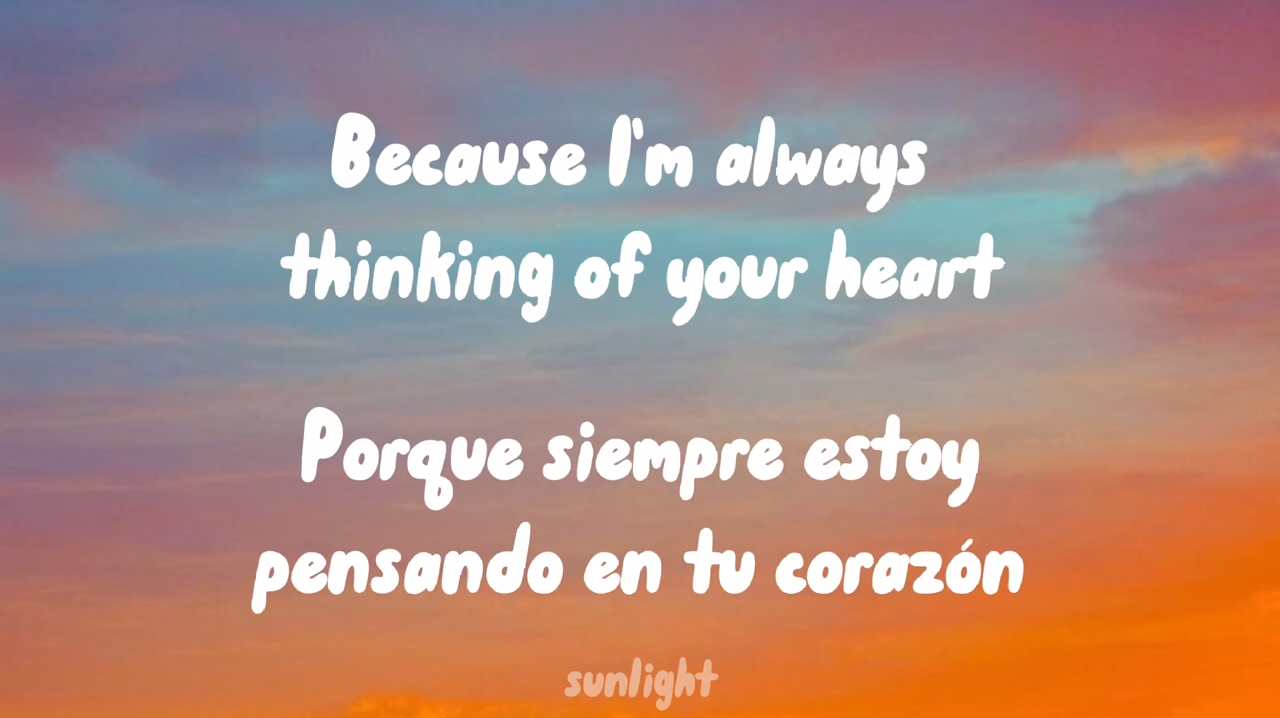 Because I'm always
thinking of your heart
Porque siempre estoy
pensando en tu corazón
sunlight